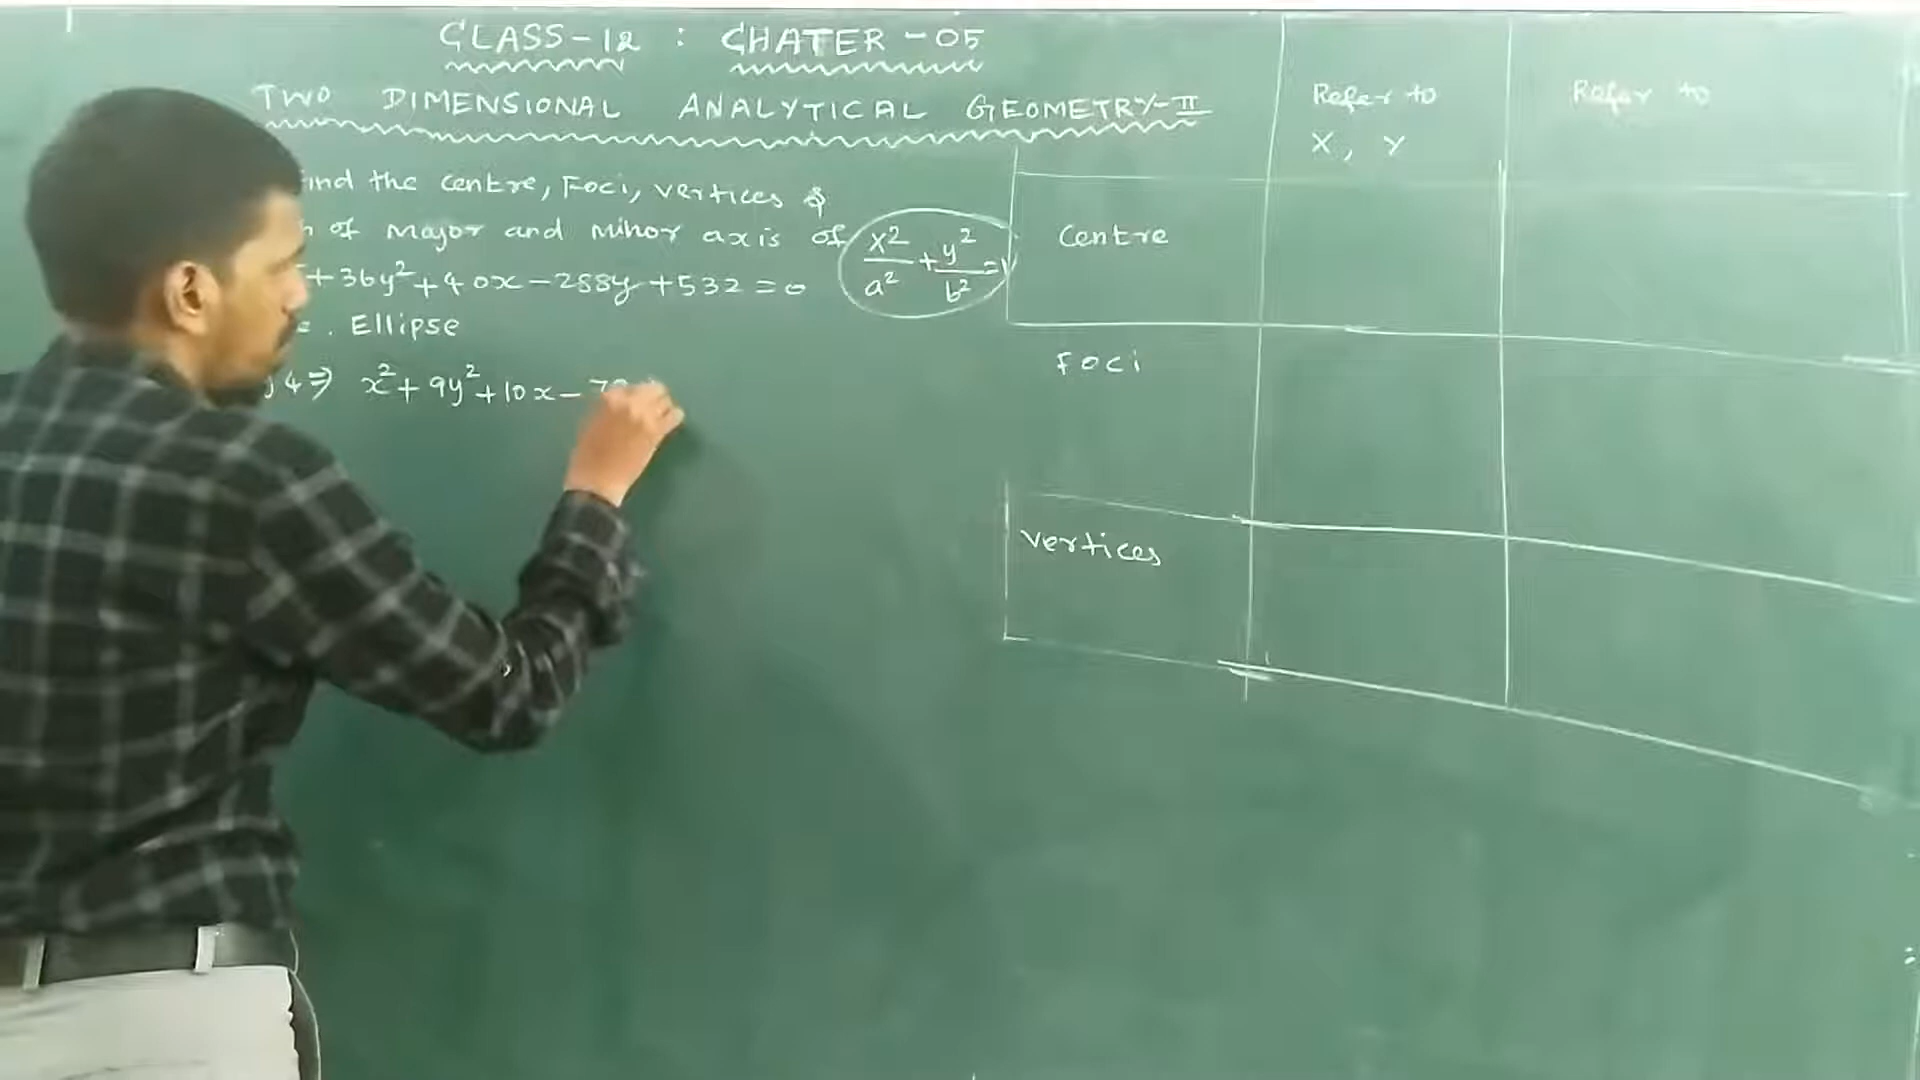 CLASS-12 : CHATER-05
TWO DIMENSIONAL ANALYTICAL GEOMETRY-II
ind the centre, Foci, vertices &
of major and minor axis of x²/a² + y²/b² = 1
+36y²+40x-288y+532=0
. Ellipse
4⇒ x²+9y²+10x-
Refer to
X, Y
Refer to
Centre
Foci
vertices